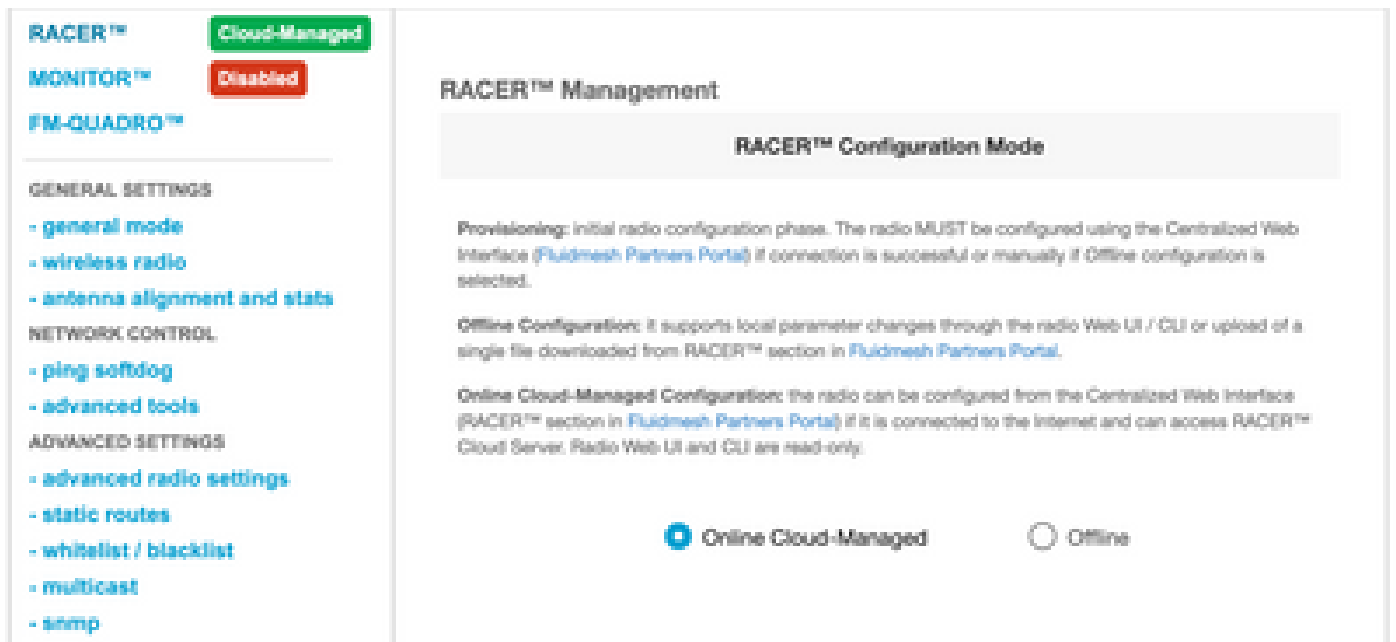 RACER™ Cloud-Managed
MONITOR™ Disabled
FM-QUADRO™
GENERAL SETTINGS
- general mode
- wireless radio
- antenna alignment and stats
NETWORK CONTROL
- ping softdog
- advanced tools
ADVANCED SETTINGS
- advanced radio settings
- static routes
- whitelist / blacklist
- multicast
- snmp
RACER™ Management
RACER™ Configuration Mode
Provisioning: initial radio configuration phase. The radio MUST be configured using the Centralized Web
Interface (Fluidmesh Partners Portal) if connection is successful or manually if Offline configuration is
selected.
Offline Configuration: it supports local parameter changes through the radio Web UI / CLI or upload of a
single file downloaded from RACER™ section in Fluidmesh Partners Portal.
Online Cloud-Managed Configuration: the radio can be configured from the Centralized Web Interface
(RACER™ section in Fluidmesh Partners Portal) if it is connected to the Internet and can access RACER™
Cloud Server. Radio Web UI and CLI are read-only.
Online Cloud-Managed Offline